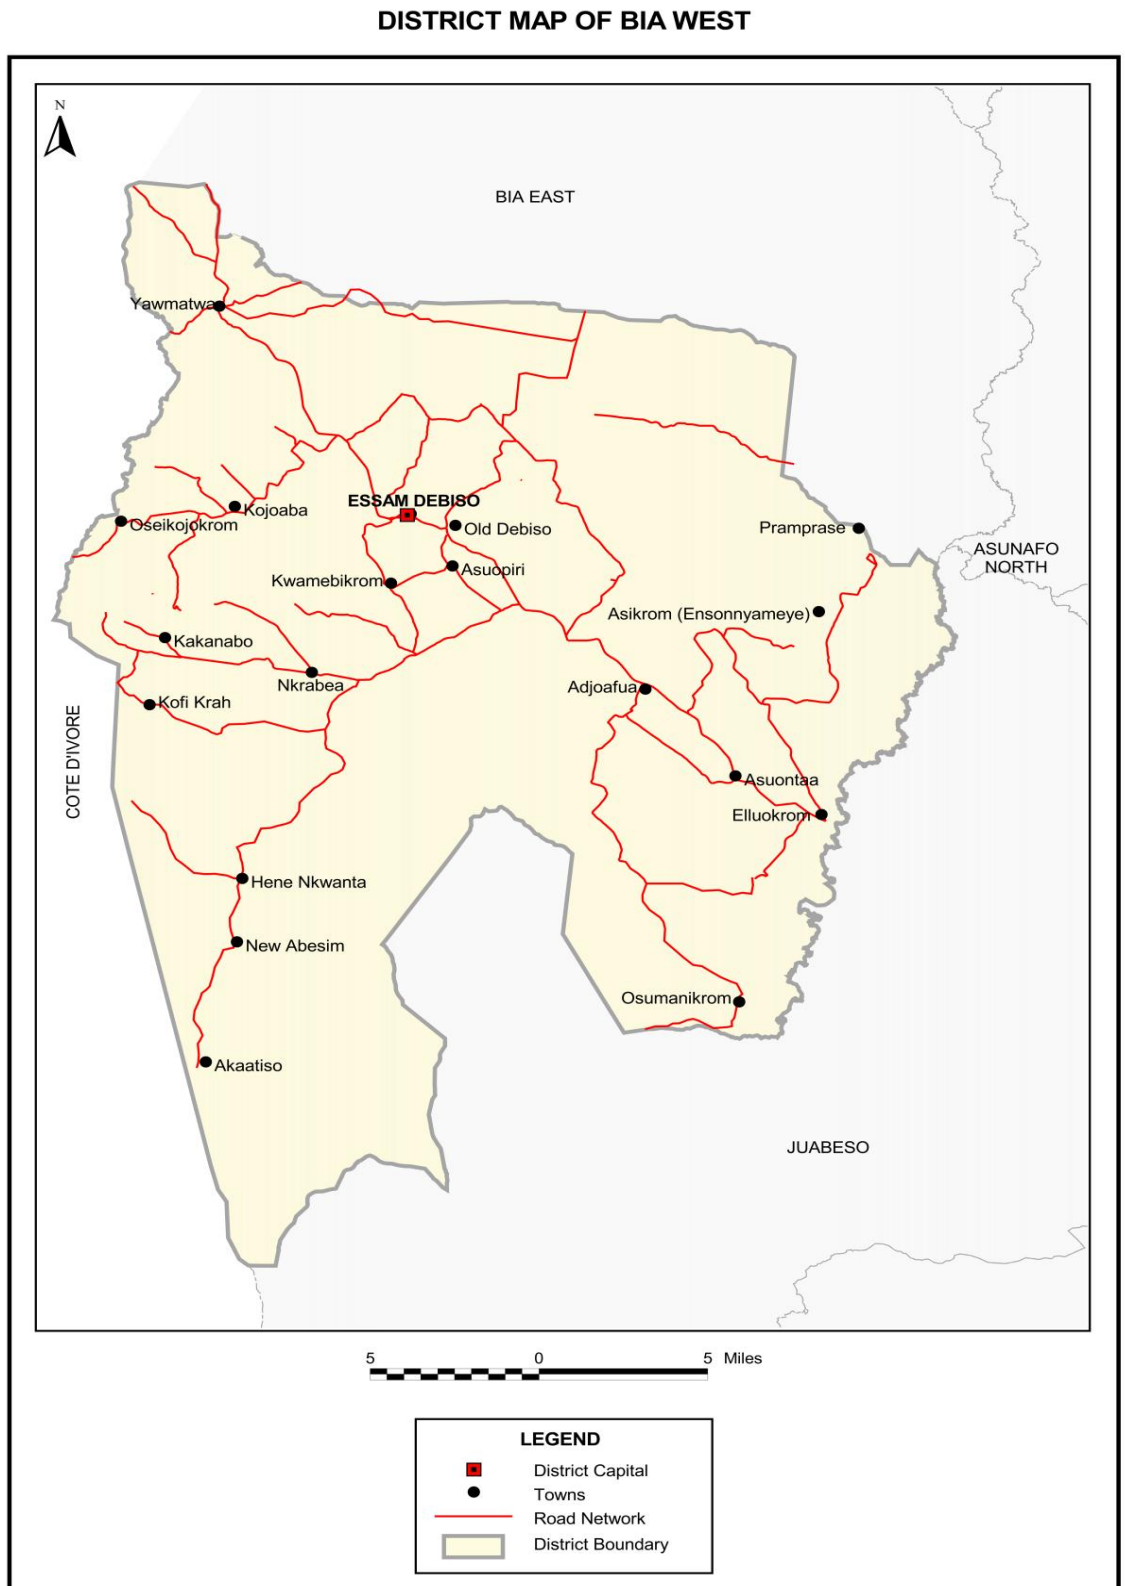 DISTRICT MAP OF BIA WEST
N
BIA EAST
Yawmatwa
ESSAM DEBISO
Kojoaba
Oseikojokrom
Old Debiso
Pramprase
ASUNAFO
NORTH
Asuopiri
Kwamebikrom
Asikrom (Ensonnyameye)
Kakanabo
Nkrabea
Adjoafua
Kofi Krah
COTE D'IVORE
Asuontaa
Elluokrom
Hene Nkwanta
New Abesim
Osumanikrom
Akaatiso
JUABESO
5 0 5 Miles
LEGEND
District Capital
Towns
Road Network
District Boundary